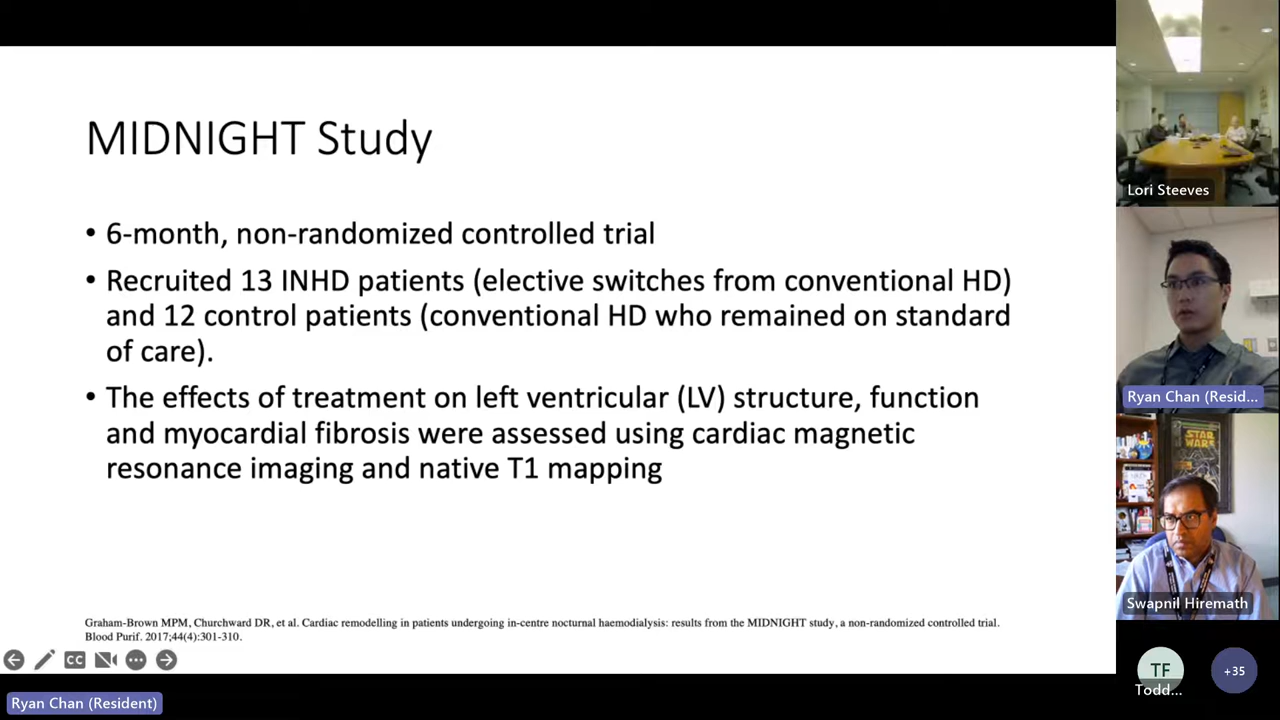 MIDNIGHT Study
• 6-month, non-randomized controlled trial
• Recruited 13 INHD patients (elective switches from conventional HD)
and 12 control patients (conventional HD who remained on standard
of care).
• The effects of treatment on left ventricular (LV) structure, function
and myocardial fibrosis were assessed using cardiac magnetic
resonance imaging and native T1 mapping
Graham-Brown MPM, Churchward DR, et al. Cardiac remodelling in patients undergoing in-centre nocturnal haemodialysis: results from the MIDNIGHT study, a non-randomized controlled trial.
Blood Purif. 2017;44(4):301-310.
CC
Ryan Chan (Resident)
Lori Steeves
Ryan Chan (Resid...
STAR
WARS
Swapnil Hiremath
TF
Todd...
+35